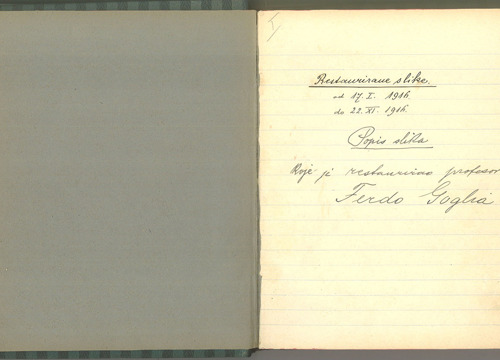 I
Restaurirane slike.
od 17. I. 1916.
do 22. XI. 1916.
Popis slika
Koje je restaurirao profesor
Ferdo Goglia